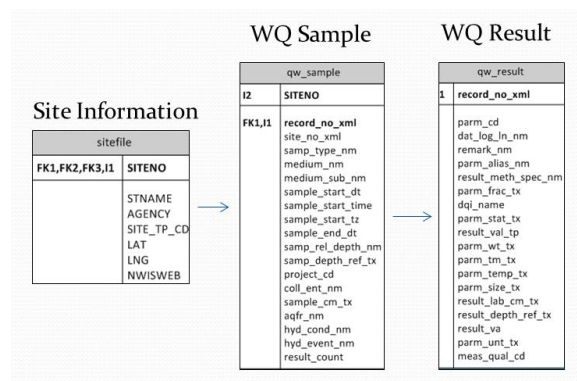 Site Information
sitefile
FK1,FK2,FK3,I1 SITENO
STNAME
AGENCY
SITE_TP_CD
LAT
LNG
NWISWEB
WQ Sample
qw_sample
I2 SITENO
FK1,I1 record_no_xml
site_no_xml
samp_type_nm
medium_nm
medium_sub_nm
sample_start_dt
sample_start_time
sample_start_tz
sample_end_dt
samp_rel_depth_nm
samp_depth_ref_tx
project_cd
coll_ent_nm
sample_cm_tx
aqfr_nm
hyd_cond_nm
hyd_event_nm
result_count
WQ Result
qw_result
1 record_no_xml
parm_cd
dat_log_ln_nm
remark_nm
parm_alias_nm
result_meth_spec_nm
parm_frac_tx
dqi_name
parm_stat_tx
result_val_tp
parm_wt_tx
parm_tm_tx
parm_temp_tx
parm_size_tx
result_lab_cm_tx
result_depth_ref_tx
result_va
parm_unt_tx
meas_qual_cd